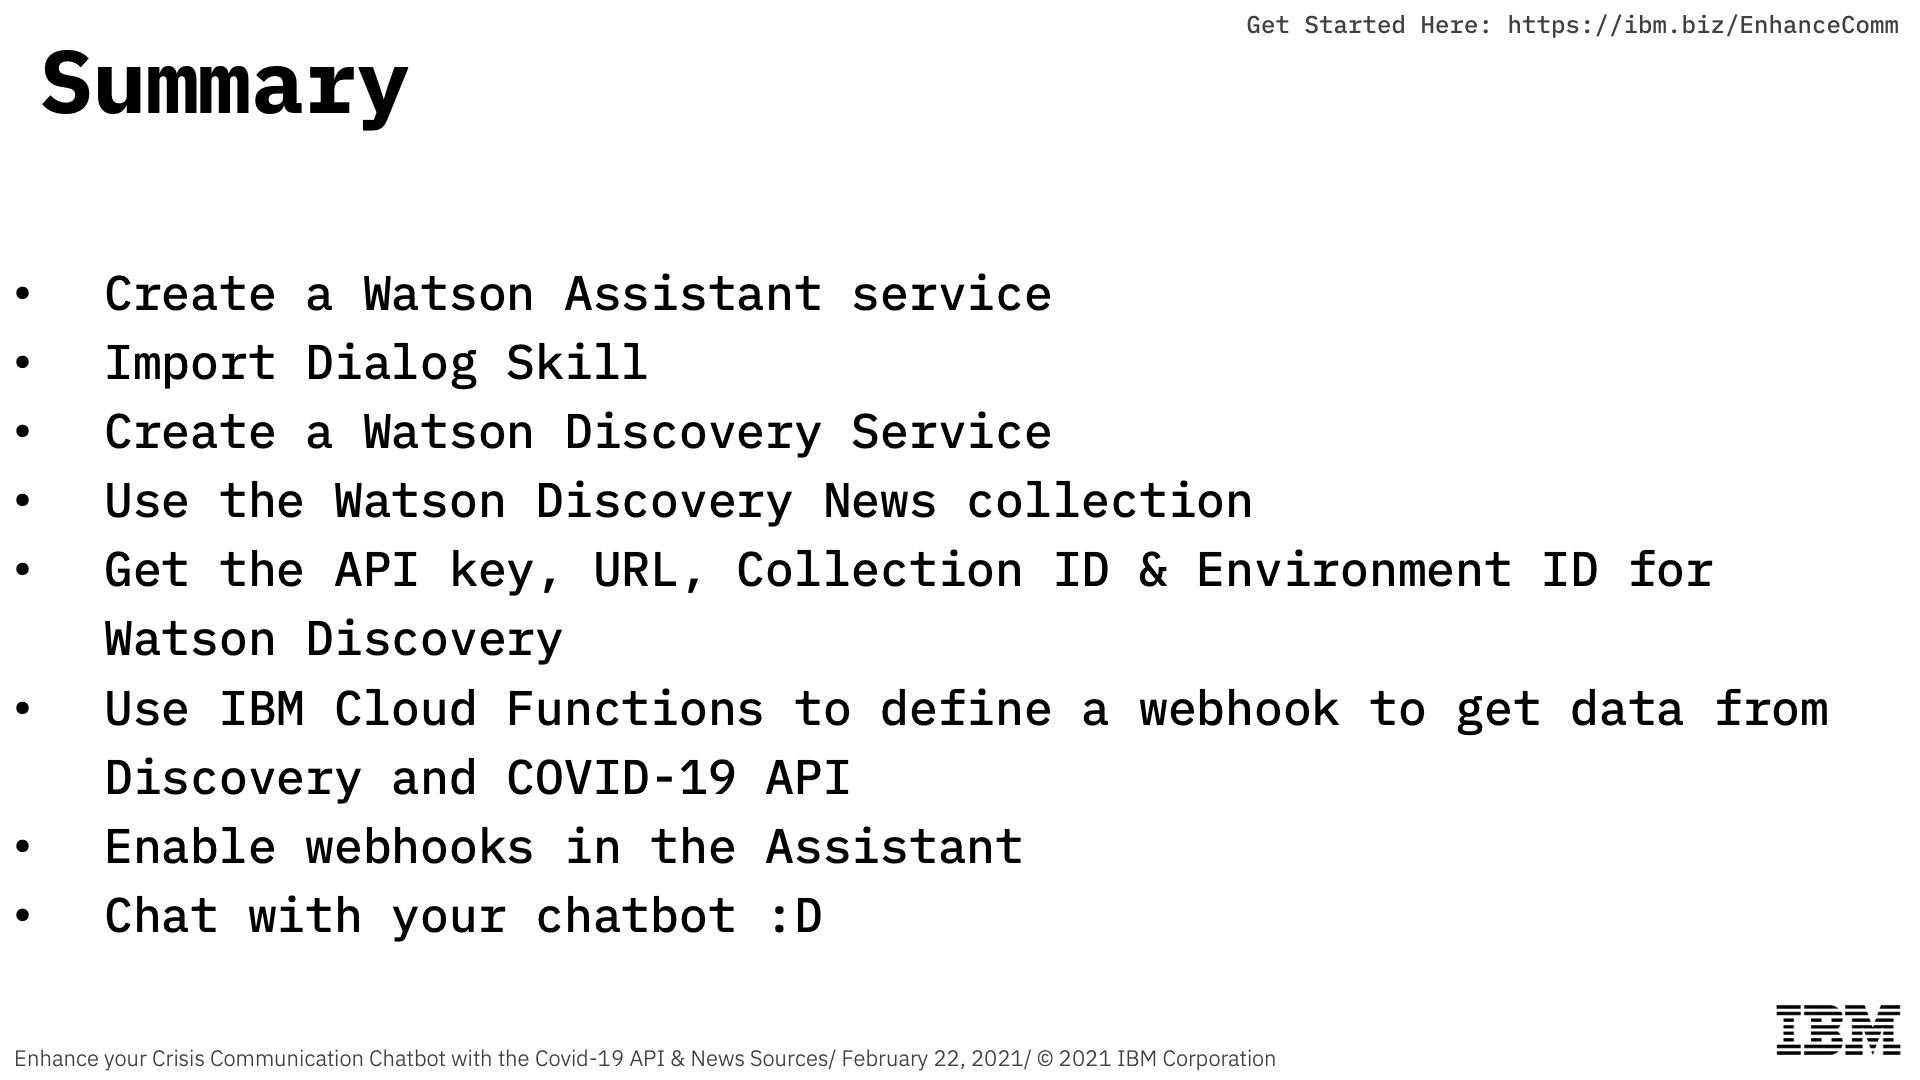 Get Started Here: https://ibm.biz/EnhanceComm
Summary
• Create a Watson Assistant service
• Import Dialog Skill
• Create a Watson Discovery Service
• Use the Watson Discovery News collection
• Get the API key, URL, Collection ID & Environment ID for
Watson Discovery
• Use IBM Cloud Functions to define a webhook to get data from
Discovery and COVID-19 API
• Enable webhooks in the Assistant
• Chat with your chatbot :D
IBM
Enhance your Crisis Communication Chatbot with the Covid-19 API & News Sources/ February 22, 2021/ © 2021 IBM Corporation